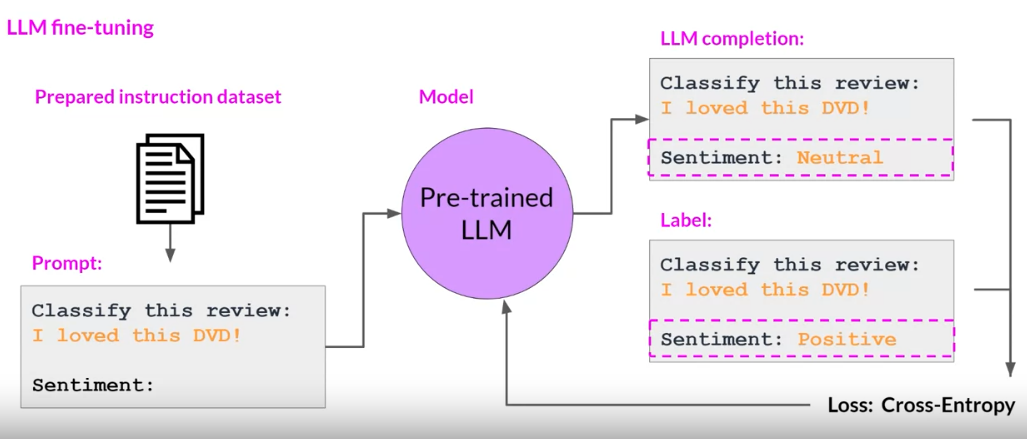 LLM fine-tuning
Prepared instruction dataset
Prompt:
Classify this review:
I loved this DVD!
Sentiment:
Model
Pre-trained
LLM
LLM completion:
Classify this review:
I loved this DVD!
Sentiment: Neutral
Label:
Classify this review:
I loved this DVD!
Sentiment: Positive
Loss: Cross-Entropy